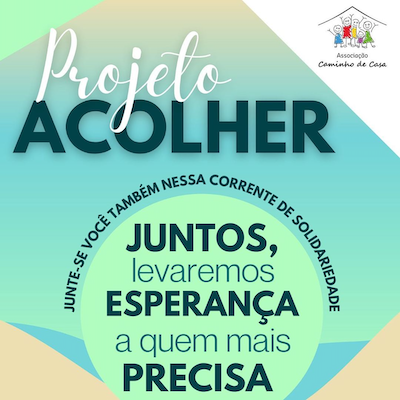 Projeto
ACOLHER
Associação
Caminho de Casa
JUNTE-SE VOCÊ TAMBÉM NESSA CORRENTE DE SOLIDARIEDADE
JUNTOS,
levaremos
ESPERANÇA
a quem mais
PRECISA